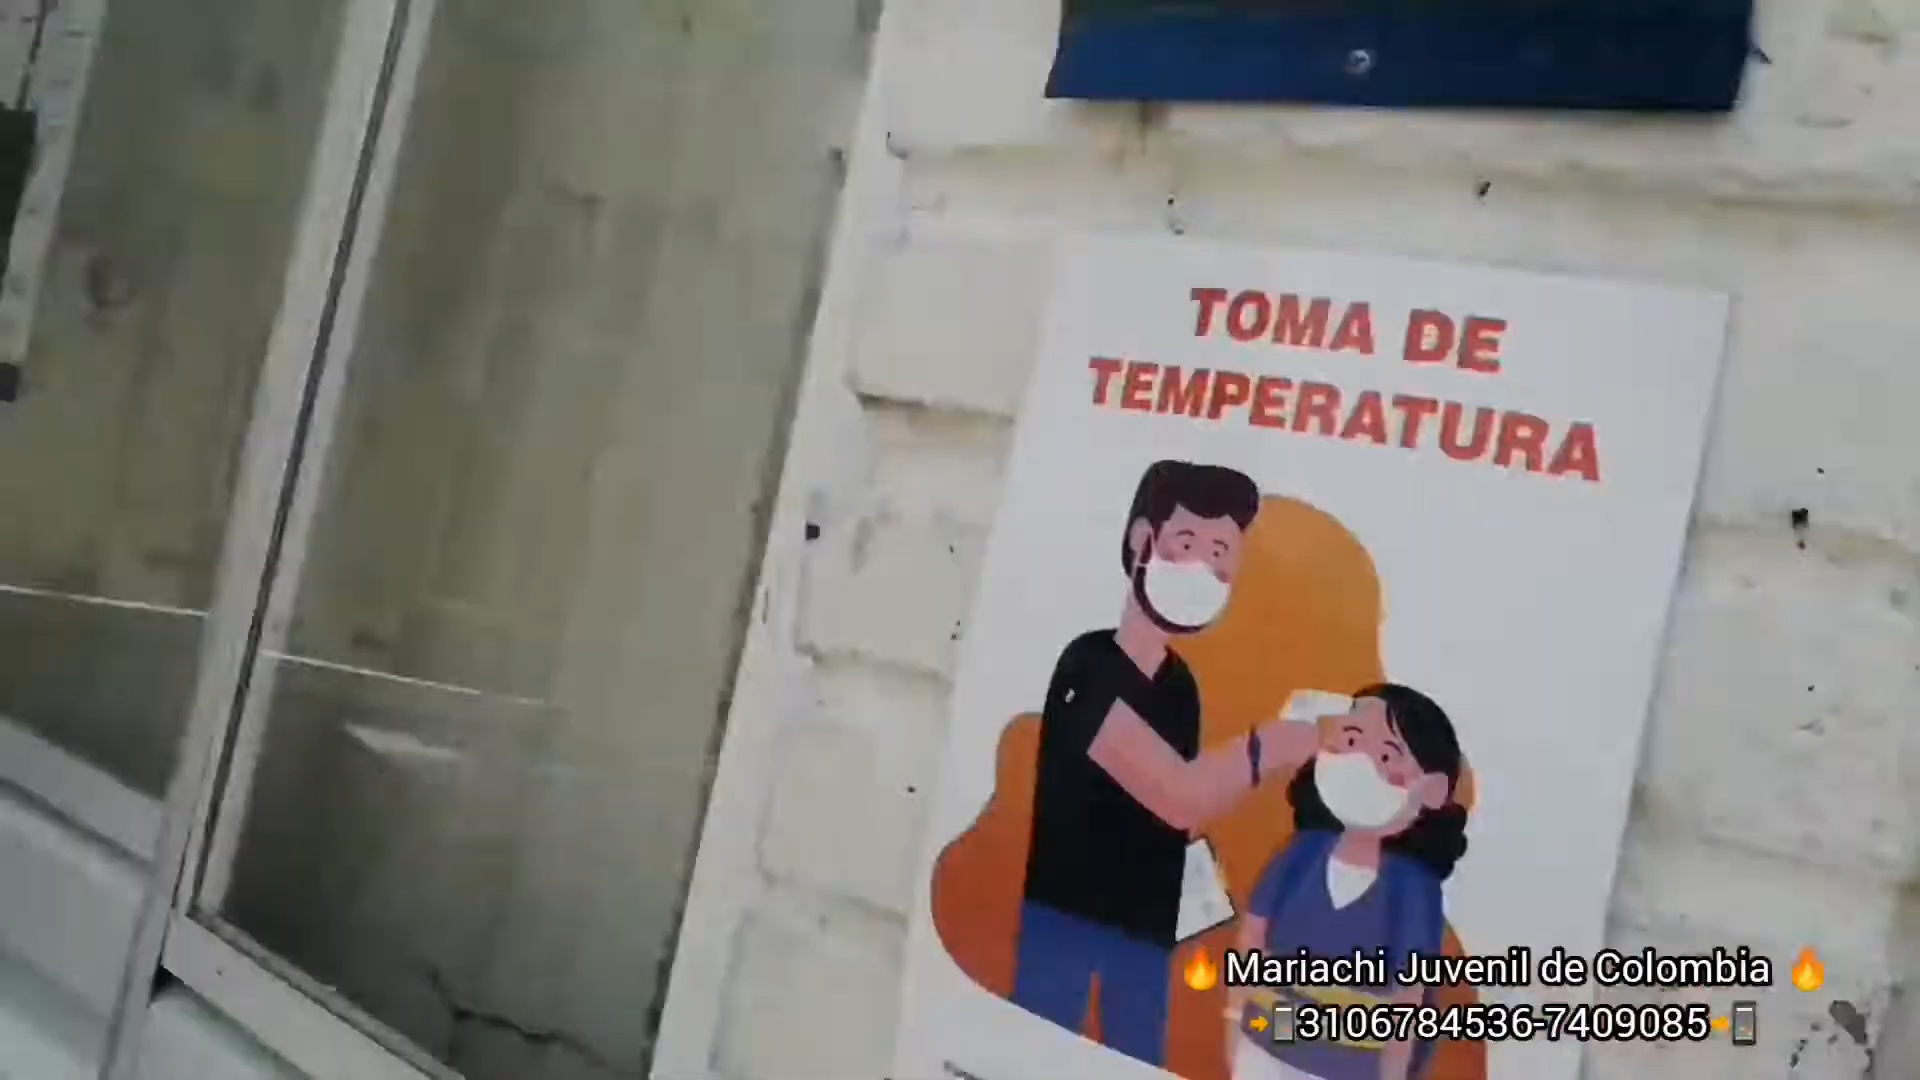 TOMA DE
TEMPERATURA
🔥Mariachi Juvenil de Colombia 🔥
➜📱3106784536-7409085➜📱